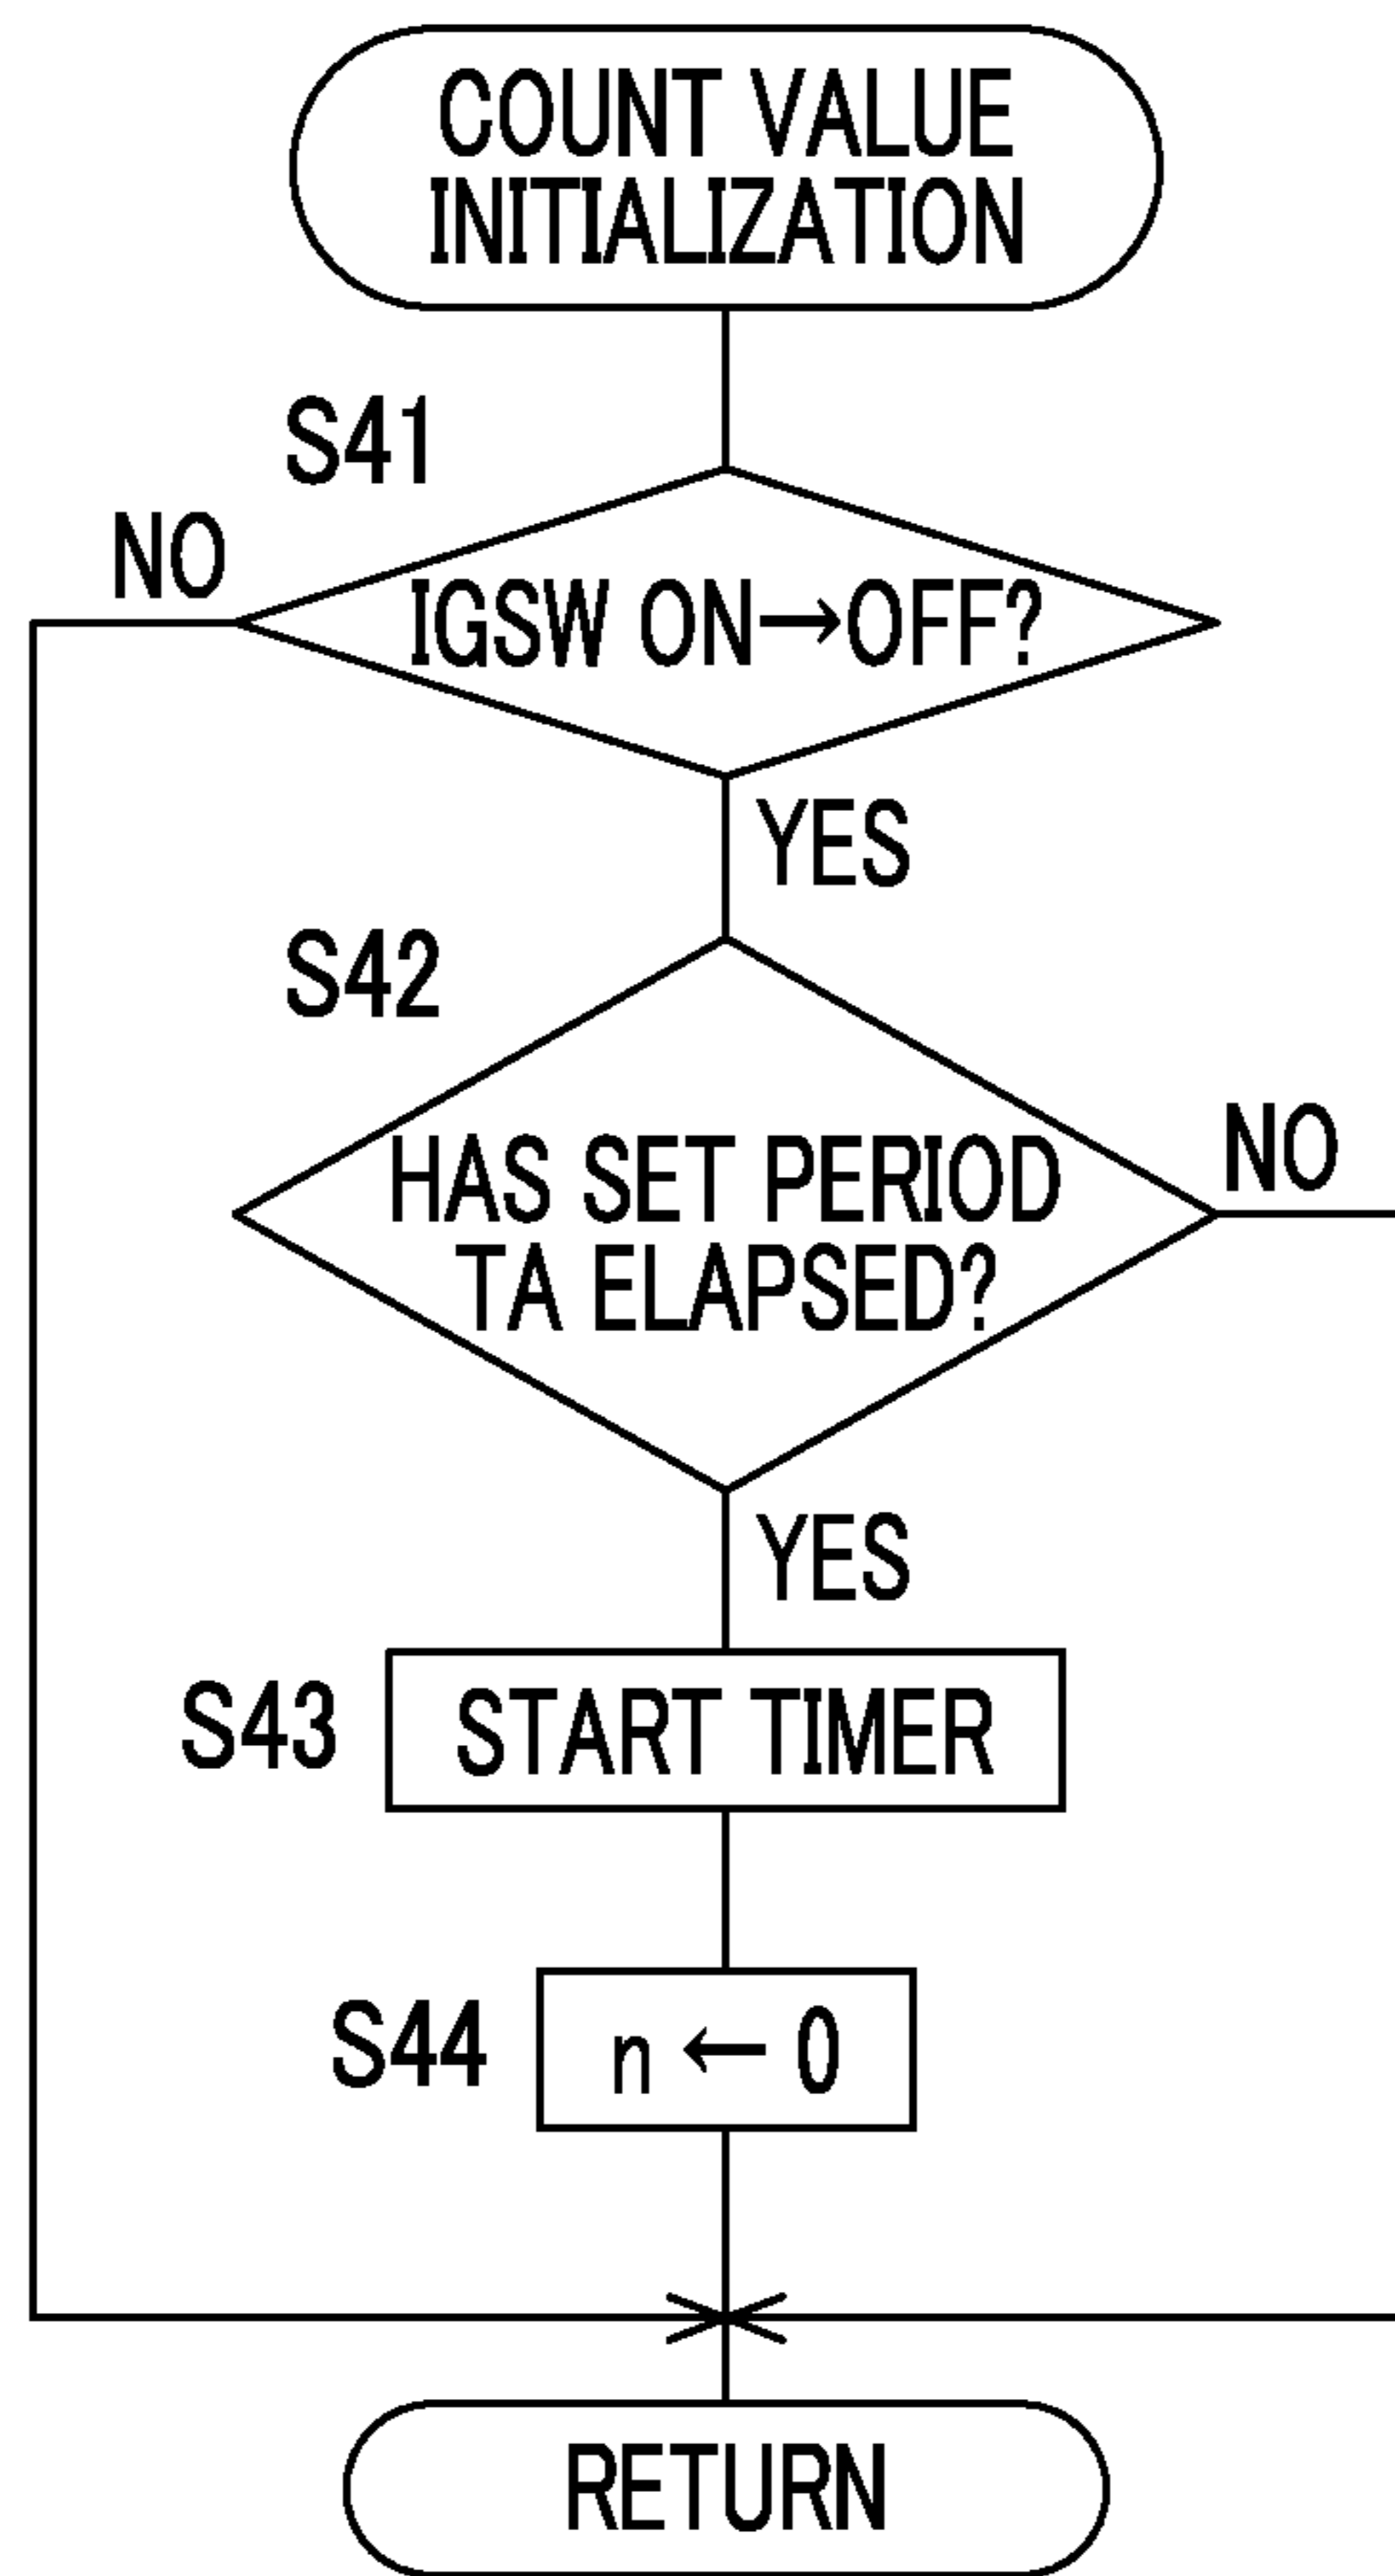 COUNT VALUE
INITIALIZATION
S41
NO
IGSW ON→OFF?
YES
S42
NO
HAS SET PERIOD
TA ELAPSED?
YES
S43
START TIMER
S44
n ← 0
RETURN